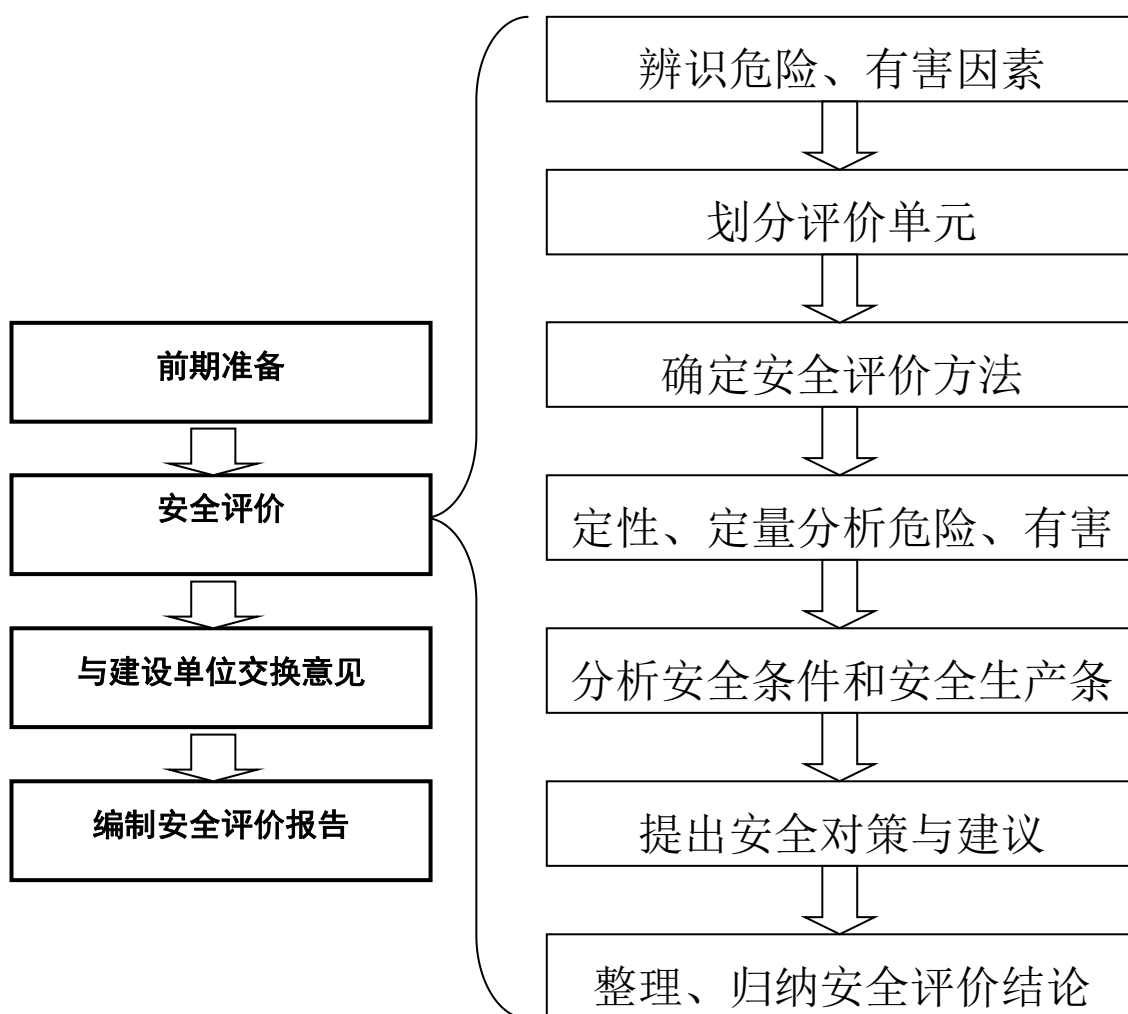 前期准备
安全评价
与建设单位交换意见
编制安全评价报告
辨识危险、有害因素
划分评价单元
确定安全评价方法
定性、定量分析危险、有害
分析安全条件和安全生产条
提出安全对策与建议
整理、归纳安全评价结论